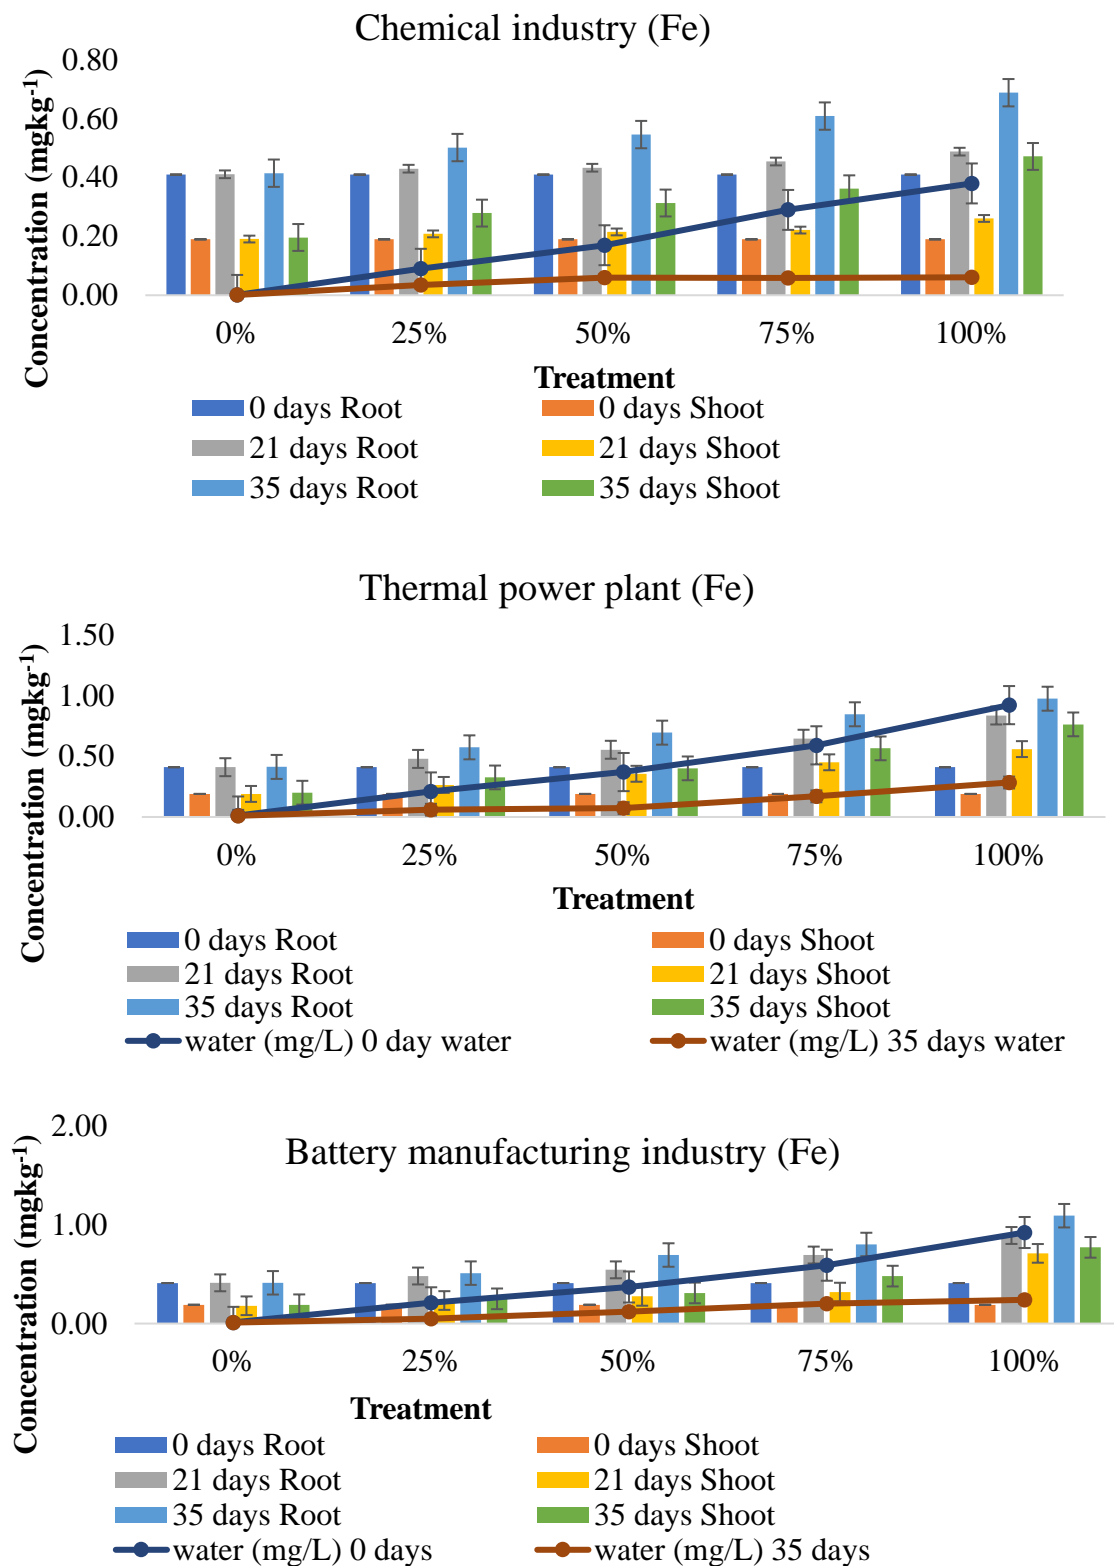 Chemical industry (Fe)
0.80
0.60
0.40
0.20
0.00
Concentration (mgkg-1)
0% 25% 50% 75% 100%
Treatment
0 days Root 0 days Shoot
21 days Root 21 days Shoot
35 days Root 35 days Shoot
Thermal power plant (Fe)
1.50
1.00
0.50
0.00
Concentration (mgkg-1)
0% 25% 50% 75% 100%
Treatment
0 days Root 0 days Shoot
21 days Root 21 days Shoot
35 days Root 35 days Shoot
water (mg/L) 0 day water water (mg/L) 35 days water
Battery manufacturing industry (Fe)
2.00
1.00
0.00
Concentration (mgkg-1)
0% 25% 50% 75% 100%
Treatment
0 days Root 0 days Shoot
21 days Root 21 days Shoot
35 days Root 35 days Shoot
water (mg/L) 0 days water (mg/L) 35 days